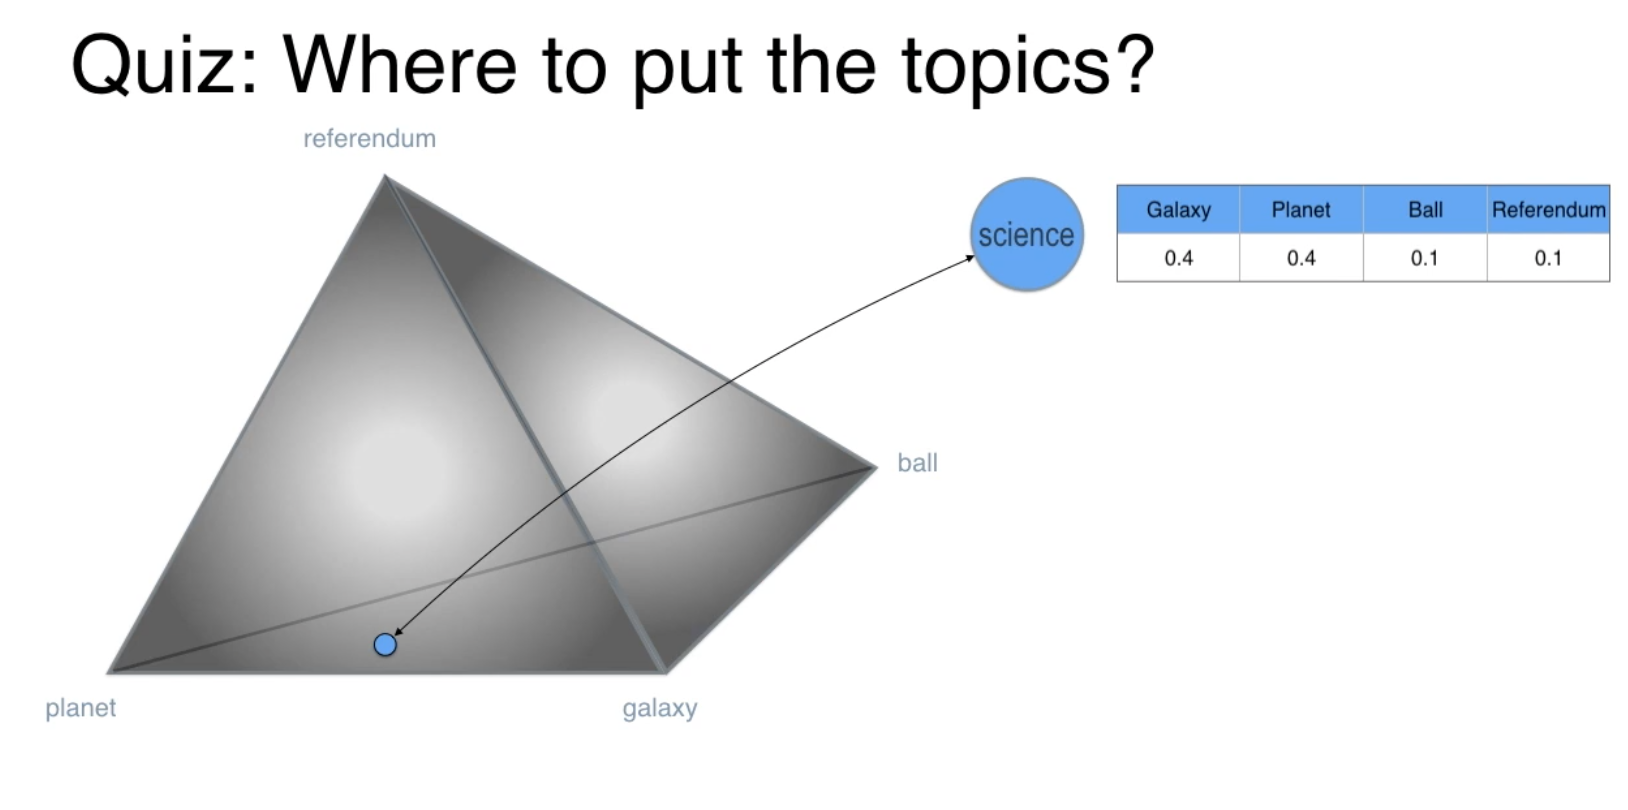 Quiz: Where to put the topics?
referendum
science
Galaxy Planet Ball Referendum
0.4 0.4 0.1 0.1
ball
planet
galaxy